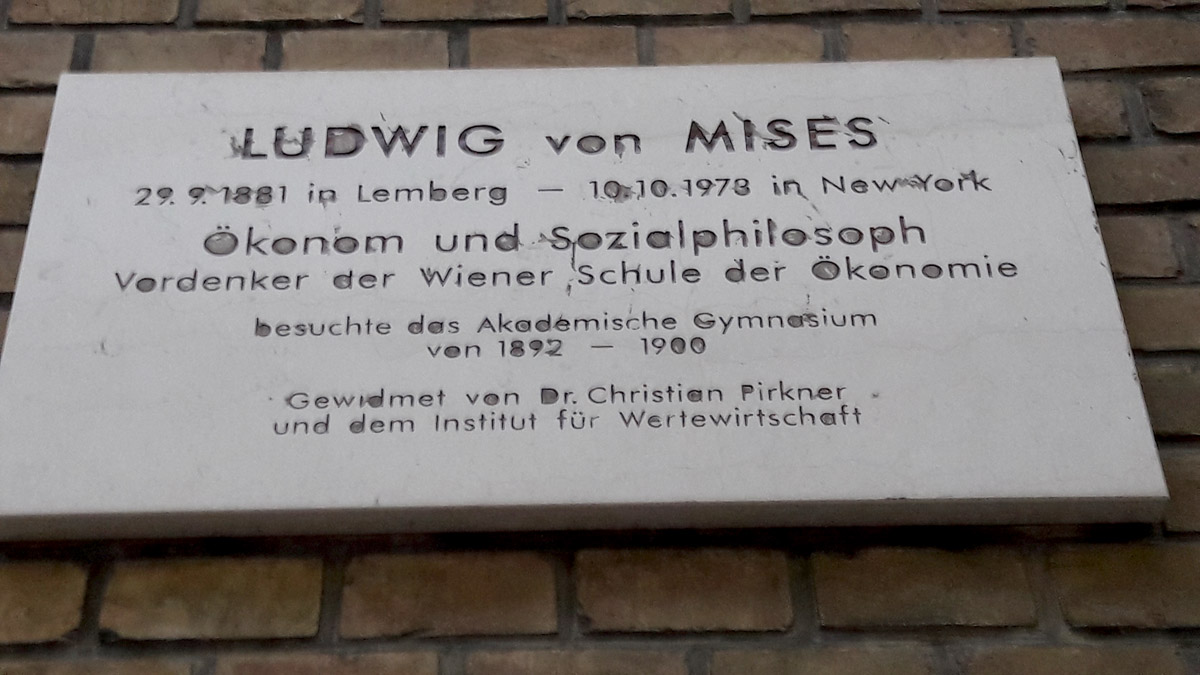 LUDWIG von MISES
29. 9. 1881 in Lemberg — 10.10.1973 in New York
Ökonom und Sozialphilosoph
Vordenker der Wiener Schule der Ökonomie
besuchte das Akademische Gymnasium
von 1892 — 1900
Gewidmet von Dr. Christian Pirkner
und dem Institut für Wertewirtschaft